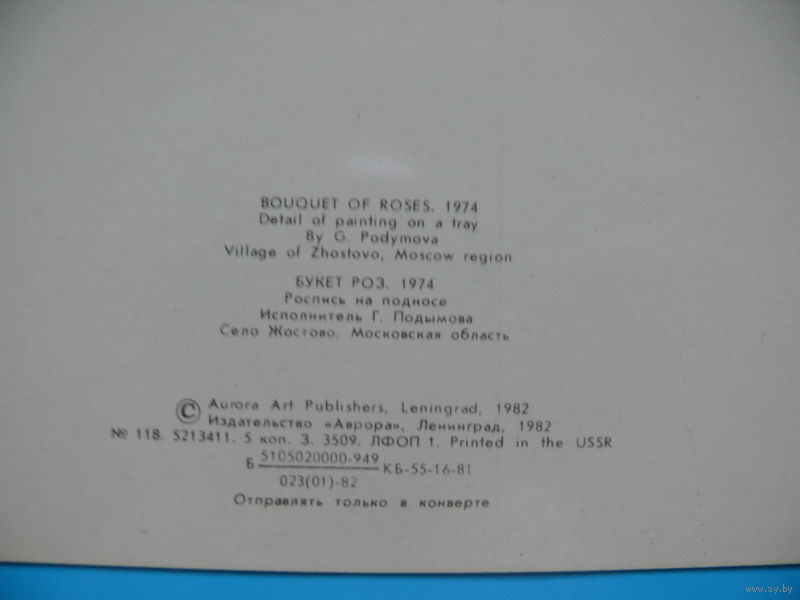 BOUQUET OF ROSES. 1974
Detail of painting on a tray
By G. Podymova
Village of Zhostovo, Moscow region
БУКЕТ РОЗ. 1974
Роспись на подносе
Исполнитель Г. Подымова
Село Жостово, Московская область
© Aurora Art Publishers, Leningrad, 1982
Издательство «Аврора», Ленинград, 1982
№ 118. 5213411. 5 коп. З. 3509. ЛФОП 1. Printed in the USSR
Б 5105020000-949 КБ-55-16-81
023(01)-82
Отправлять только в конверте
www.ay.by